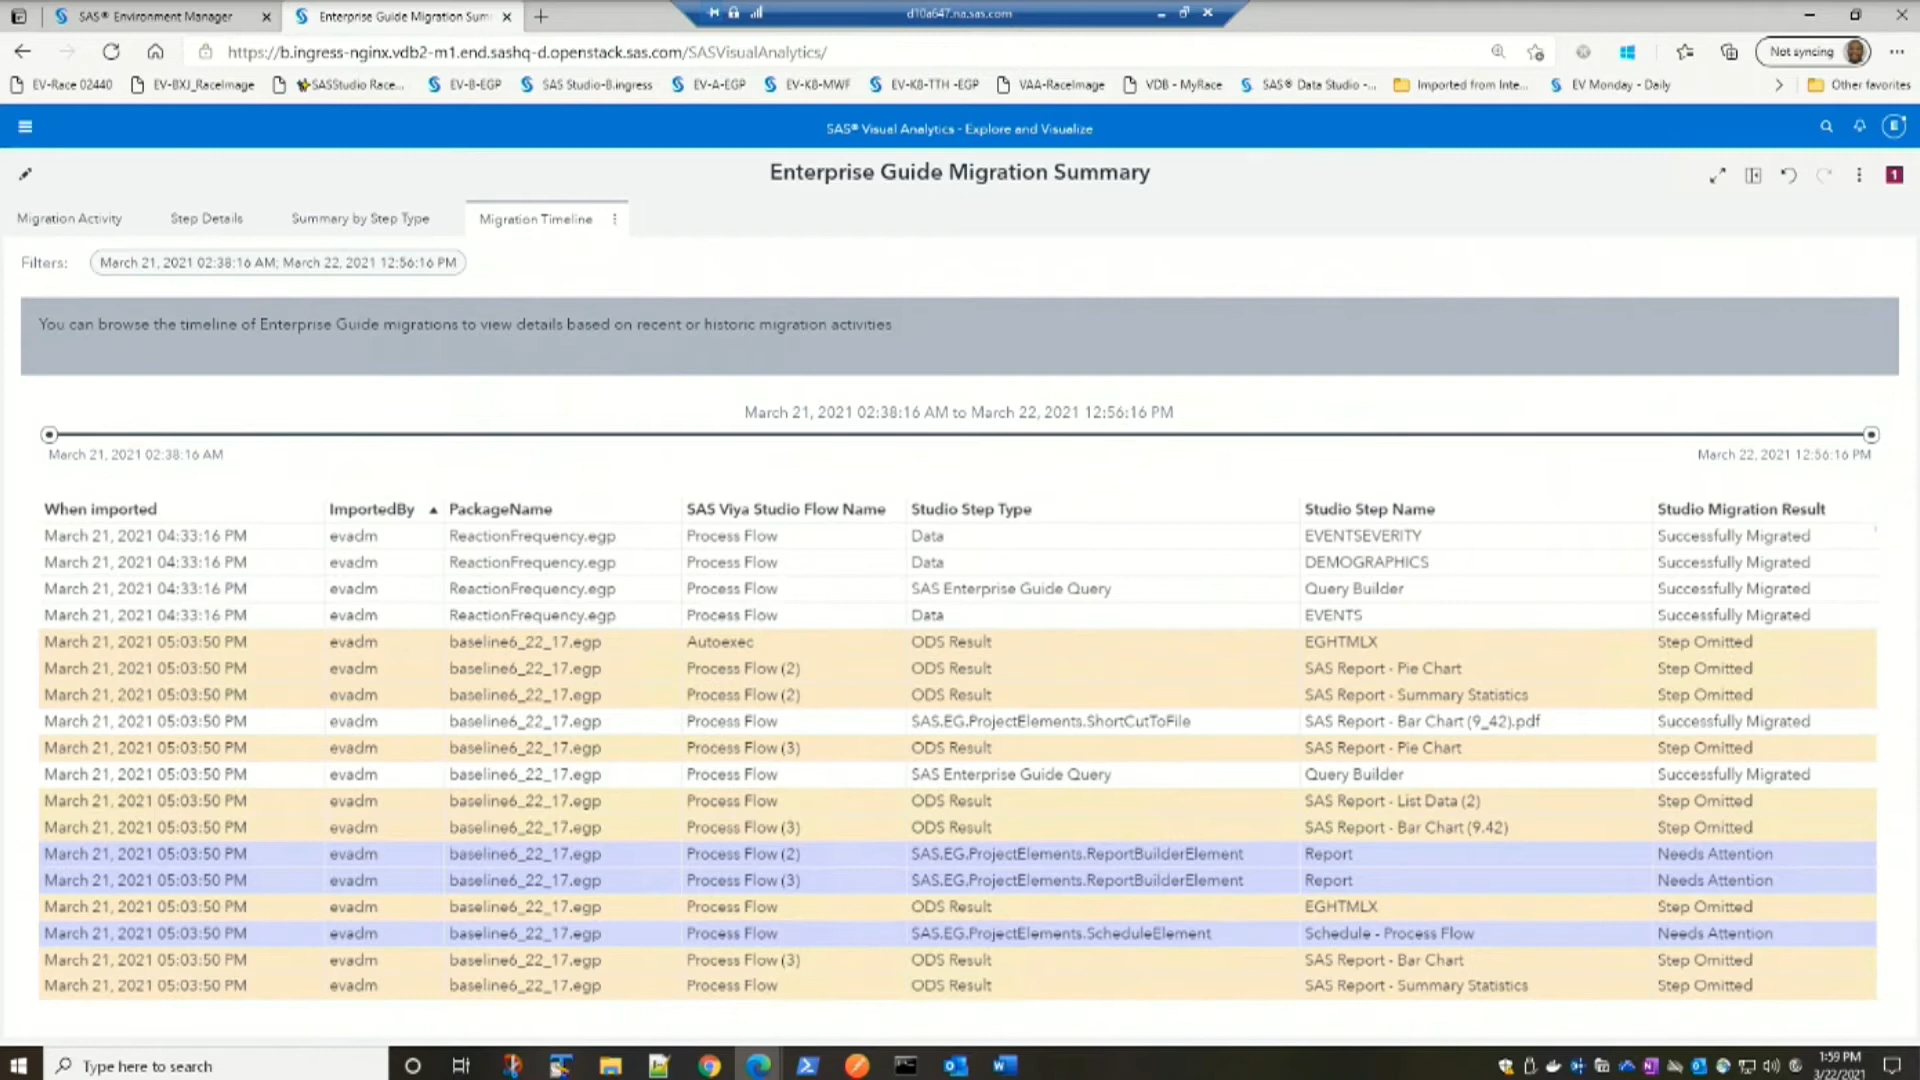 SAS® Environment Manager
Enterprise Guide Migration Sum
d10a647.na.sas.com
https://b.ingress-nginx.vdb2-m1.end.sashq-d.openstack.sas.com/SASVisualAnalytics/
Not syncing
EV-Race 02440
EV-BXJ_RaceImage
SASStudio Race...
EV-B-EGP
SAS Studio-B.ingress
EV-A-EGP
EV-K8-MWF
EV-K8-TTH -EGP
VAA-RaceImage
VDB - MyRace
SAS® Data Studio -...
Imported from Inte...
EV Monday - Daily
Other favorites
SAS® Visual Analytics - Explore and Visualize
E
Enterprise Guide Migration Summary
1
Migration Activity
Step Details
Summary by Step Type
Migration Timeline
Filters:
March 21, 2021 02:38:16 AM; March 22, 2021 12:56:16 PM
You can browse the timeline of Enterprise Guide migrations to view details based on recent or historic migration activities
March 21, 2021 02:38:16 AM to March 22, 2021 12:56:16 PM
March 21, 2021 02:38:16 AM
March 22, 2021 12:56:16 PM
When imported ImportedBy PackageName SAS Viya Studio Flow Name Studio Step Type Studio Step Name Studio Migration Result
March 21, 2021 04:33:16 PM evadm ReactionFrequency.egp Process Flow Data EVENTSEVERITY Successfully Migrated
March 21, 2021 04:33:16 PM evadm ReactionFrequency.egp Process Flow Data DEMOGRAPHICS Successfully Migrated
March 21, 2021 04:33:16 PM evadm ReactionFrequency.egp Process Flow SAS Enterprise Guide Query Query Builder Successfully Migrated
March 21, 2021 04:33:16 PM evadm ReactionFrequency.egp Process Flow Data EVENTS Successfully Migrated
March 21, 2021 05:03:50 PM evadm baseline6_22_17.egp Autoexec ODS Result EGHTMLX Step Omitted
March 21, 2021 05:03:50 PM evadm baseline6_22_17.egp Process Flow (2) ODS Result SAS Report - Pie Chart Step Omitted
March 21, 2021 05:03:50 PM evadm baseline6_22_17.egp Process Flow (2) ODS Result SAS Report - Summary Statistics Step Omitted
March 21, 2021 05:03:50 PM evadm baseline6_22_17.egp Process Flow SAS.EG.ProjectElements.ShortCutToFile SAS Report - Bar Chart (9_42).pdf Successfully Migrated
March 21, 2021 05:03:50 PM evadm baseline6_22_17.egp Process Flow (3) ODS Result SAS Report - Pie Chart Step Omitted
March 21, 2021 05:03:50 PM evadm baseline6_22_17.egp Process Flow SAS Enterprise Guide Query Query Builder Successfully Migrated
March 21, 2021 05:03:50 PM evadm baseline6_22_17.egp Process Flow ODS Result SAS Report - List Data (2) Step Omitted
March 21, 2021 05:03:50 PM evadm baseline6_22_17.egp Process Flow (3) ODS Result SAS Report - Bar Chart (9.42) Step Omitted
March 21, 2021 05:03:50 PM evadm baseline6_22_17.egp Process Flow (2) SAS.EG.ProjectElements.ReportBuilderElement Report Needs Attention
March 21, 2021 05:03:50 PM evadm baseline6_22_17.egp Process Flow (3) SAS.EG.ProjectElements.ReportBuilderElement Report Needs Attention
March 21, 2021 05:03:50 PM evadm baseline6_22_17.egp Process Flow ODS Result EGHTMLX Step Omitted
March 21, 2021 05:03:50 PM evadm baseline6_22_17.egp Process Flow SAS.EG.ProjectElements.ScheduleElement Schedule - Process Flow Needs Attention
March 21, 2021 05:03:50 PM evadm baseline6_22_17.egp Process Flow (3) ODS Result SAS Report - Bar Chart Step Omitted
March 21, 2021 05:03:50 PM evadm baseline6_22_17.egp Process Flow ODS Result SAS Report - Summary Statistics Step Omitted
Type here to search
1:59 PM
3/22/2021